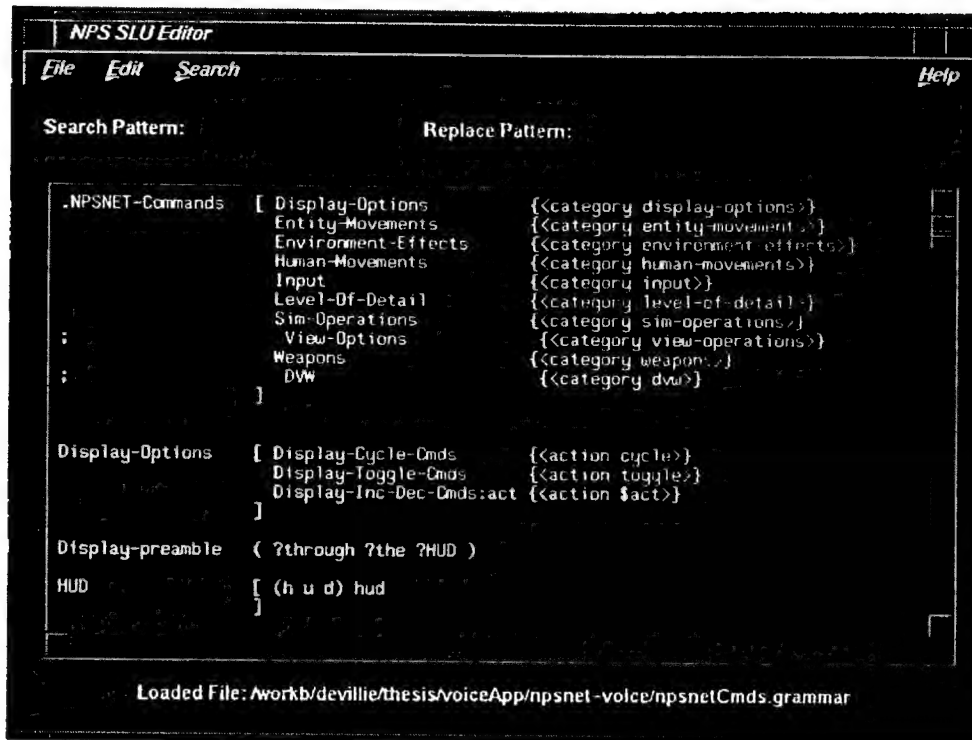 NPS SLU Editor
File Edit Search Help
Search Pattern: Replace Pattern:
.NPSNET-Commands [ Display-Options {<category display-options>}
Entity-Movements {<category entity-movements>}
Environment-Effects {<category environment-effects>}
Human-Movements {<category human-movements>}
Input {<category input>}
Level-Of-Detail {<category level-of-detail>}
Sim-Operations {<category sim-operations>}
; View-Options {<category view-operations>}
Weapons {<category weapons>}
; DVW {<category dvw>}
]
Display-Options [ Display-Cycle-Cmds {<action cycle>}
Display-Toggle-Cmds {<action toggle>}
Display-Inc-Dec-Cmds:act {<action $act>}
]
Display-preamble ( ?through ?the ?HUD )
HUD [ (h u d) hud
]
Loaded File: /workb/devillie/thesis/voiceApp/npsnet-voice/npsnetCmds.grammar